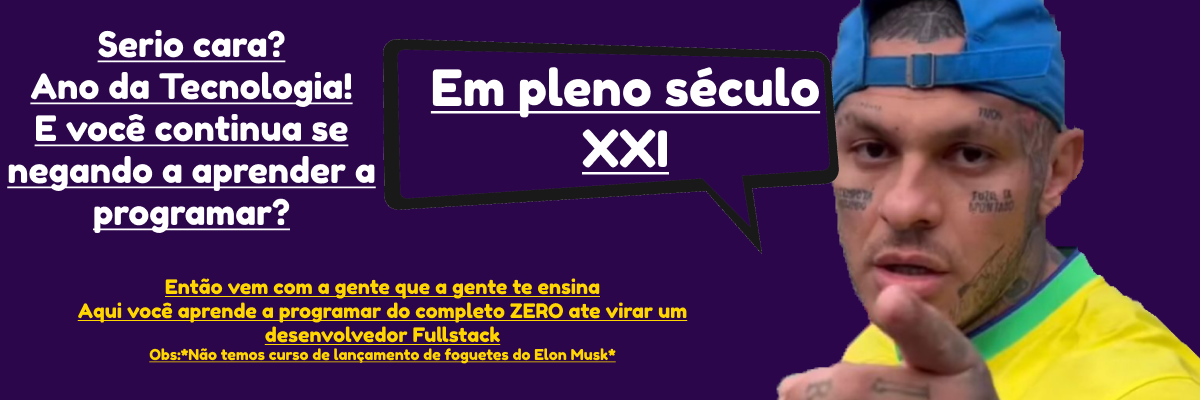 Serio cara?
Ano da Tecnologia!
E você continua se
negando a aprender a
programar?
Em pleno século
XXI
Então vem com a gente que a gente te ensina
Aqui você aprende a programar do completo ZERO ate virar um
desenvolvedor Fullstack
Obs:*Não temos curso de lançamento de foguetes do Elon Musk*